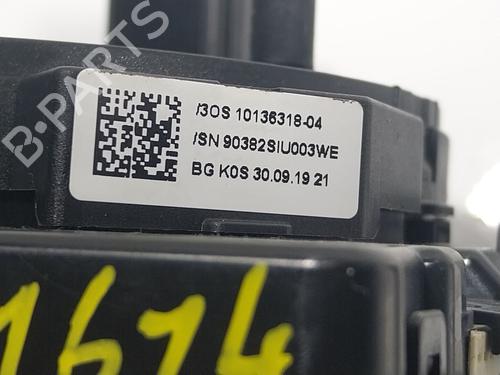 /3OS 10136318-04
/SN 90382SIU003WE
BG K0S 30.09.19 21
1614
B-PARTS